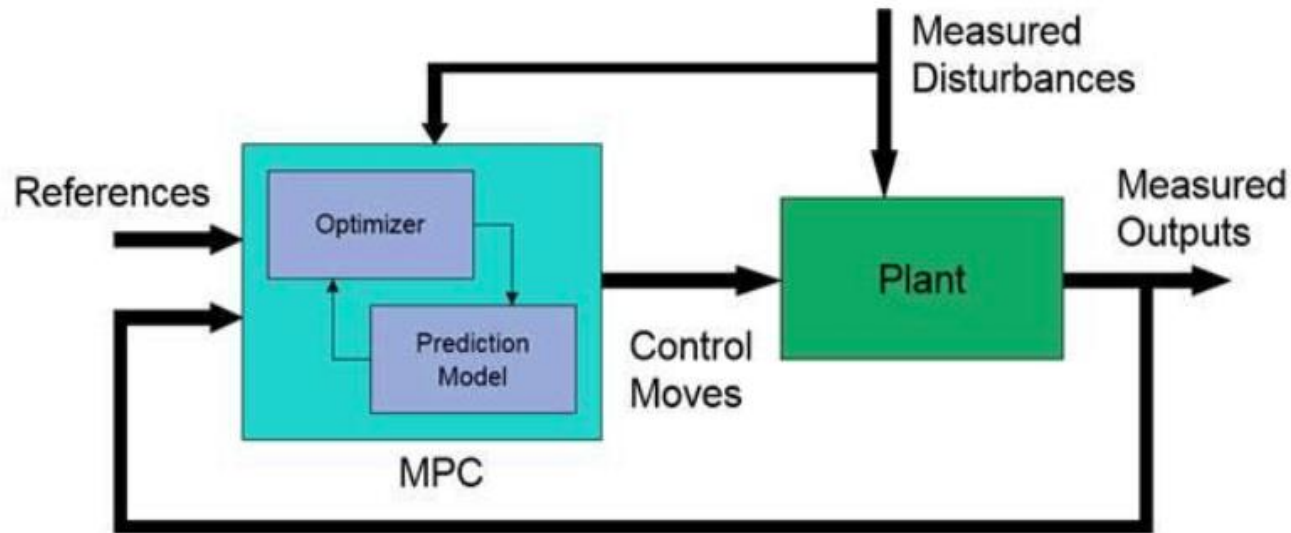 Measured
Disturbances
References
Optimizer
Prediction
Model
MPC
Control
Moves
Plant
Measured
Outputs